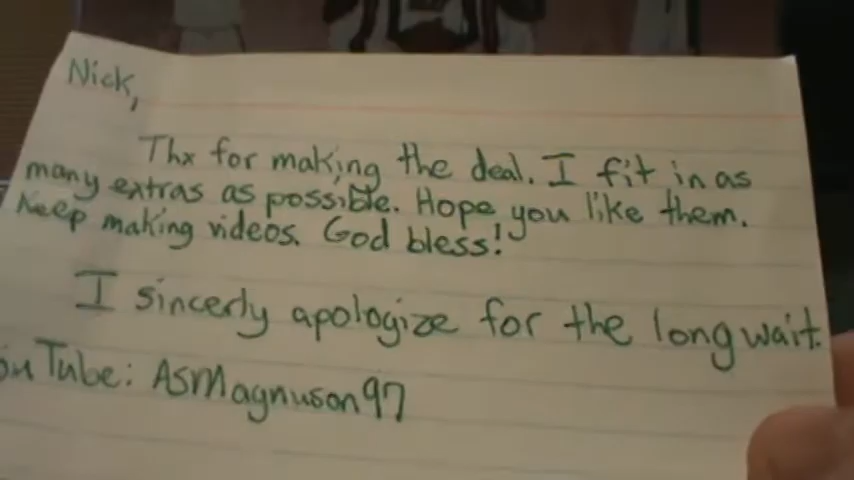 Nick,
Thx for making the deal. I fit in as
many extras as possible. Hope you like them.
Keep making videos. God bless!
I sincerly apologize for the long wait.
ouTube: ASMagnuson97